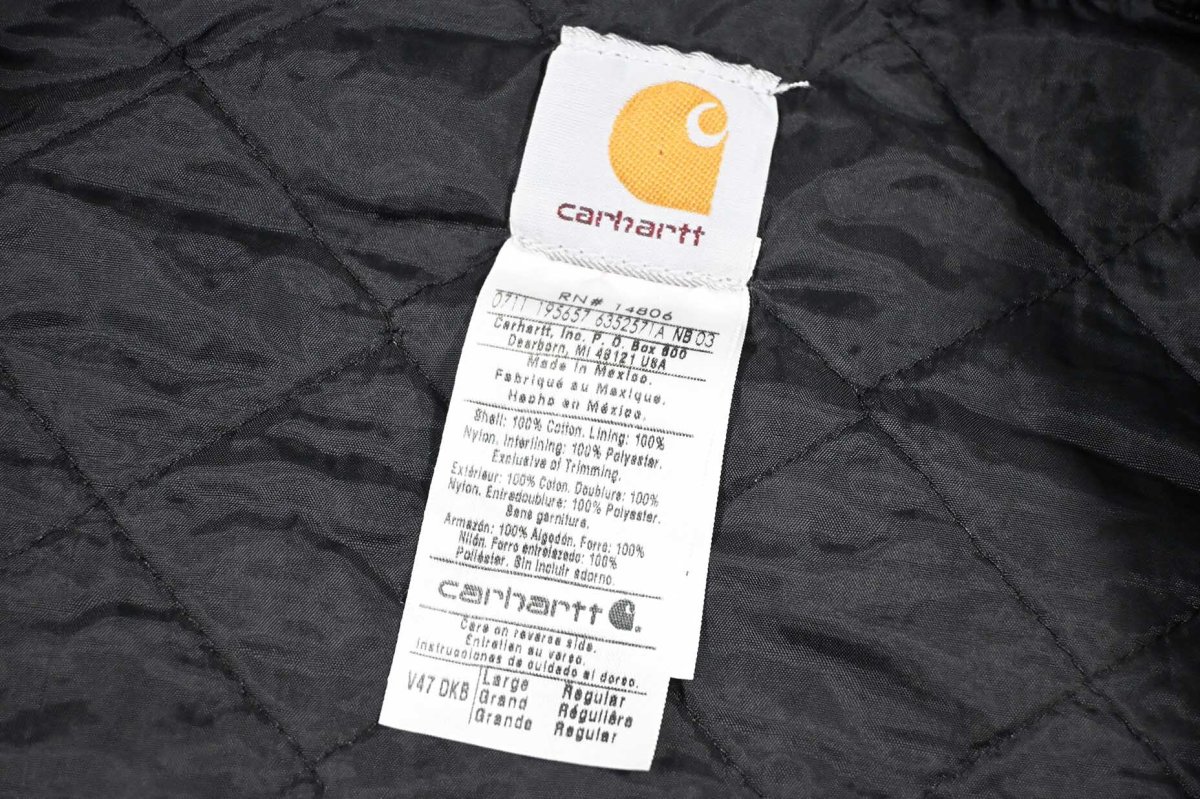 carhartt
RN# 14806
0711 195657 6352571A NB 03
Carhartt, Inc. P. O. Box 600
Dearborn, MI 48121 USA
Made in Mexico.
Fabriqué au Mexique.
Hecho en México.
Shell: 100% Cotton. Lining: 100%
Nylon. Interlining: 100% Polyester.
Exclusive of Trimming.
Extérieur: 100% Coton. Doublure: 100%
Nylon. Entredoublure: 100% Polyester.
Sans garniture.
Armazón: 100% Algodón. Forro: 100%
Nilón. Forro entrelazado: 100%
Poliéster. Sin incluir adorno.
carhartt
Care on reverse side.
Entretien au verso.
Instrucciones de cuidado al dorso.
V47 DKB Large Regular
Grand Régulière
Grande Regular